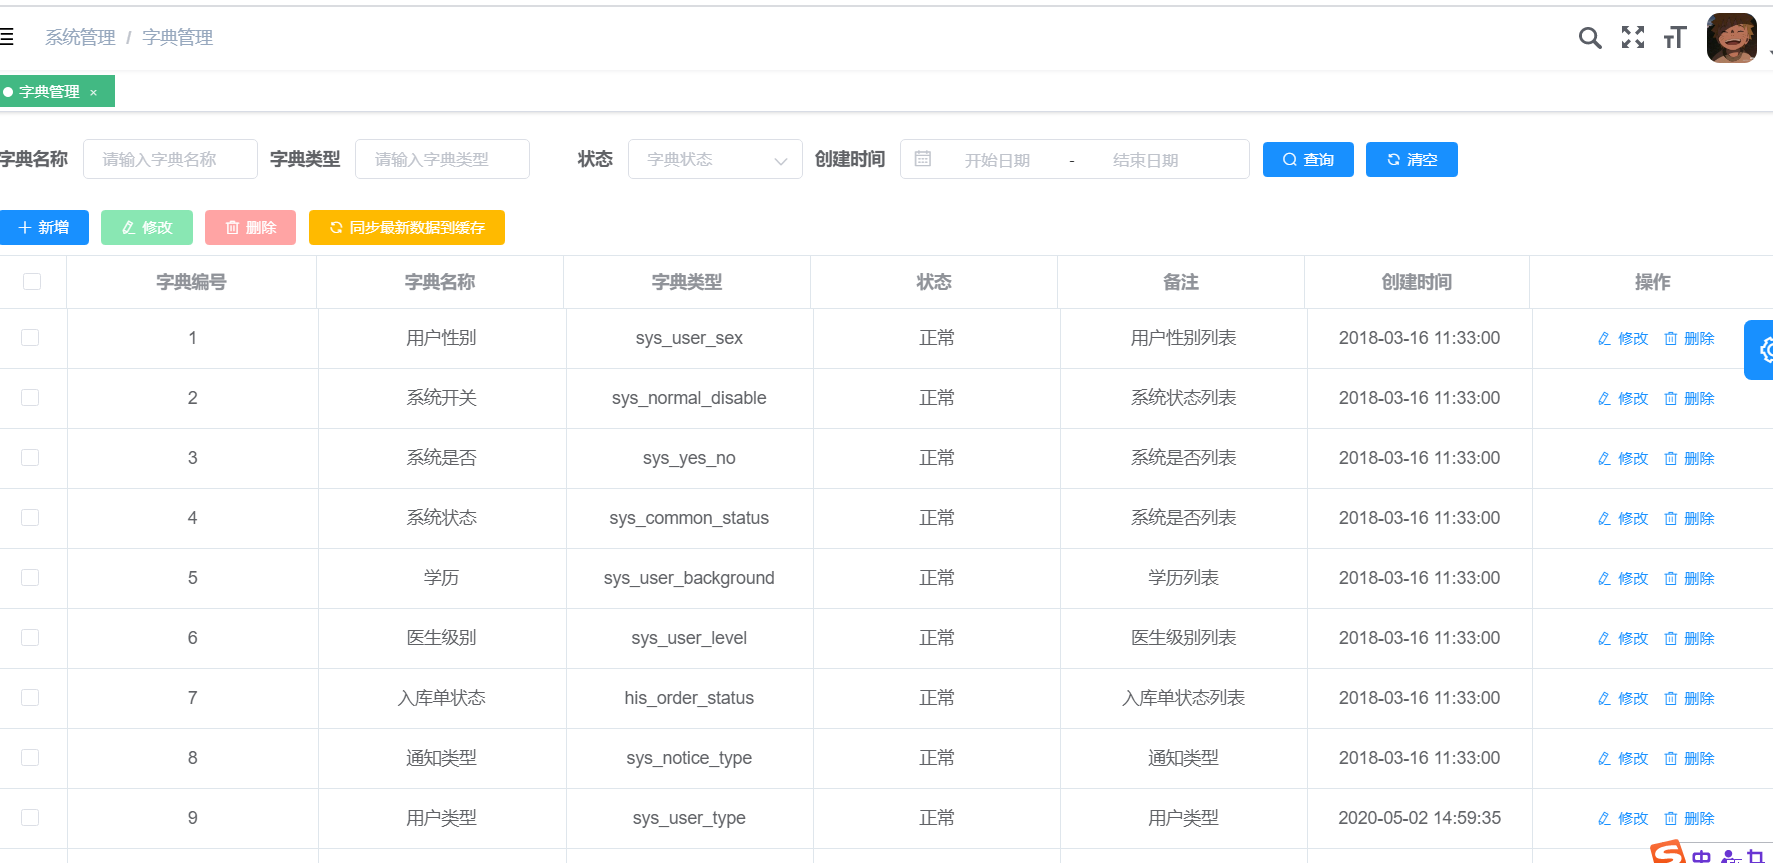 系统管理 / 字典管理
字典管理 ×
字典名称 请输入字典名称 字典类型 请输入字典类型 状态 字典状态 创建时间 开始日期 - 结束日期 查询 清空
新增 修改 删除 同步最新数据到缓存
字典编号 字典名称 字典类型 状态 备注 创建时间 操作
1 用户性别 sys_user_sex 正常 用户性别列表 2018-03-16 11:33:00 修改 删除
2 系统开关 sys_normal_disable 正常 系统状态列表 2018-03-16 11:33:00 修改 删除
3 系统是否 sys_yes_no 正常 系统是否列表 2018-03-16 11:33:00 修改 删除
4 系统状态 sys_common_status 正常 系统是否列表 2018-03-16 11:33:00 修改 删除
5 学历 sys_user_background 正常 学历列表 2018-03-16 11:33:00 修改 删除
6 医生级别 sys_user_level 正常 医生级别列表 2018-03-16 11:33:00 修改 删除
7 入库单状态 his_order_status 正常 入库单状态列表 2018-03-16 11:33:00 修改 删除
8 通知类型 sys_notice_type 正常 通知类型 2018-03-16 11:33:00 修改 删除
9 用户类型 sys_user_type 正常 用户类型 2020-05-02 14:59:35 修改 删除
中